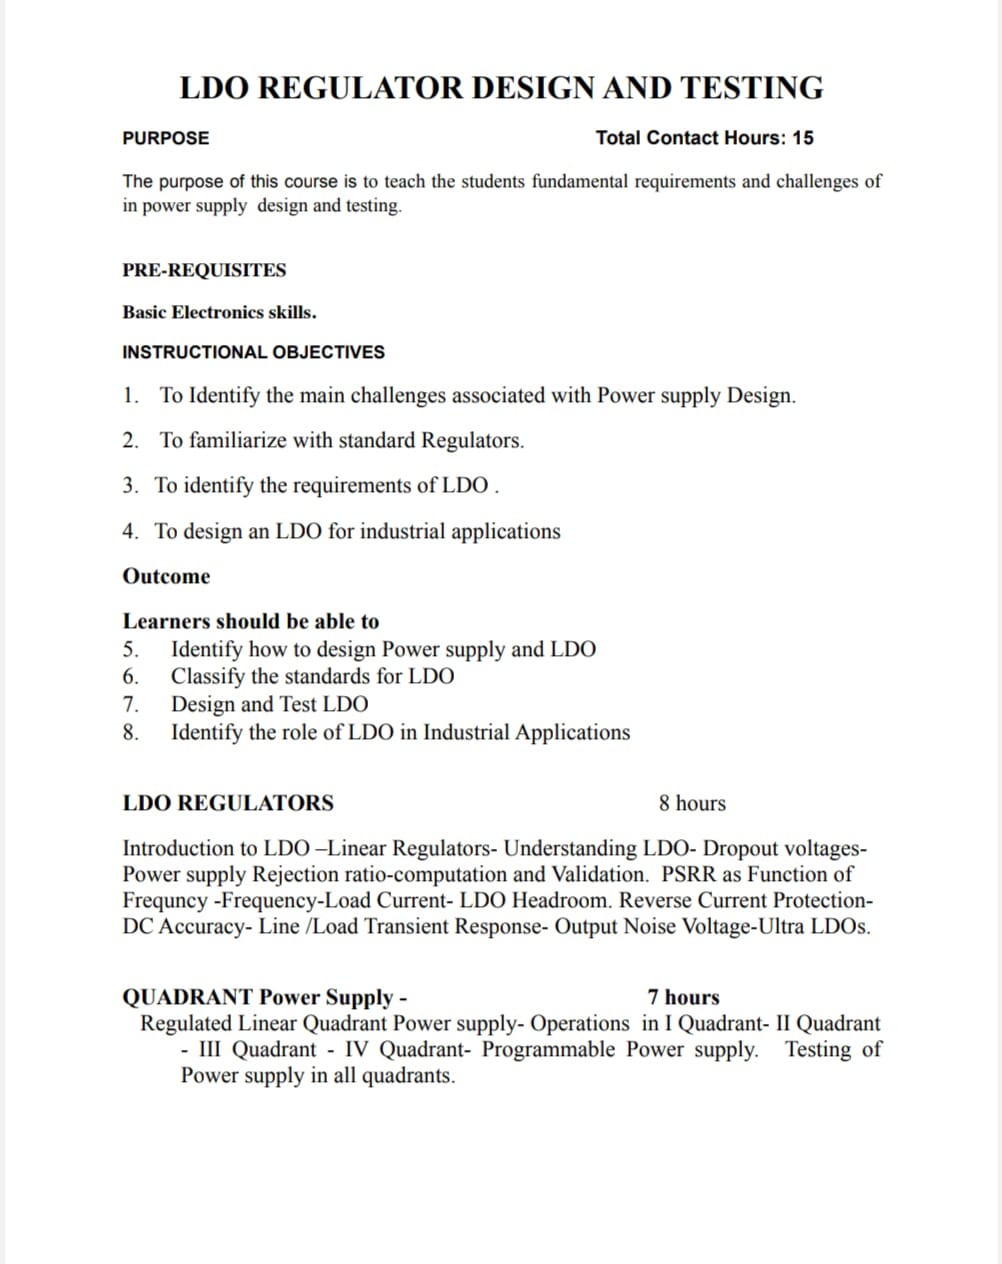 LDO REGULATOR DESIGN AND TESTING
PURPOSE Total Contact Hours: 15
The purpose of this course is to teach the students fundamental requirements and challenges of
in power supply design and testing.
PRE-REQUISITES
Basic Electronics skills.
INSTRUCTIONAL OBJECTIVES
1. To Identify the main challenges associated with Power supply Design.
2. To familiarize with standard Regulators.
3. To identify the requirements of LDO .
4. To design an LDO for industrial applications
Outcome
Learners should be able to
5. Identify how to design Power supply and LDO
6. Classify the standards for LDO
7. Design and Test LDO
8. Identify the role of LDO in Industrial Applications
LDO REGULATORS 8 hours
Introduction to LDO –Linear Regulators- Understanding LDO- Dropout voltages-
Power supply Rejection ratio-computation and Validation. PSRR as Function of
Frequncy -Frequency-Load Current- LDO Headroom. Reverse Current Protection-
DC Accuracy- Line /Load Transient Response- Output Noise Voltage-Ultra LDOs.
QUADRANT Power Supply - 7 hours
Regulated Linear Quadrant Power supply- Operations in I Quadrant- II Quadrant
- III Quadrant - IV Quadrant- Programmable Power supply. Testing of
Power supply in all quadrants.